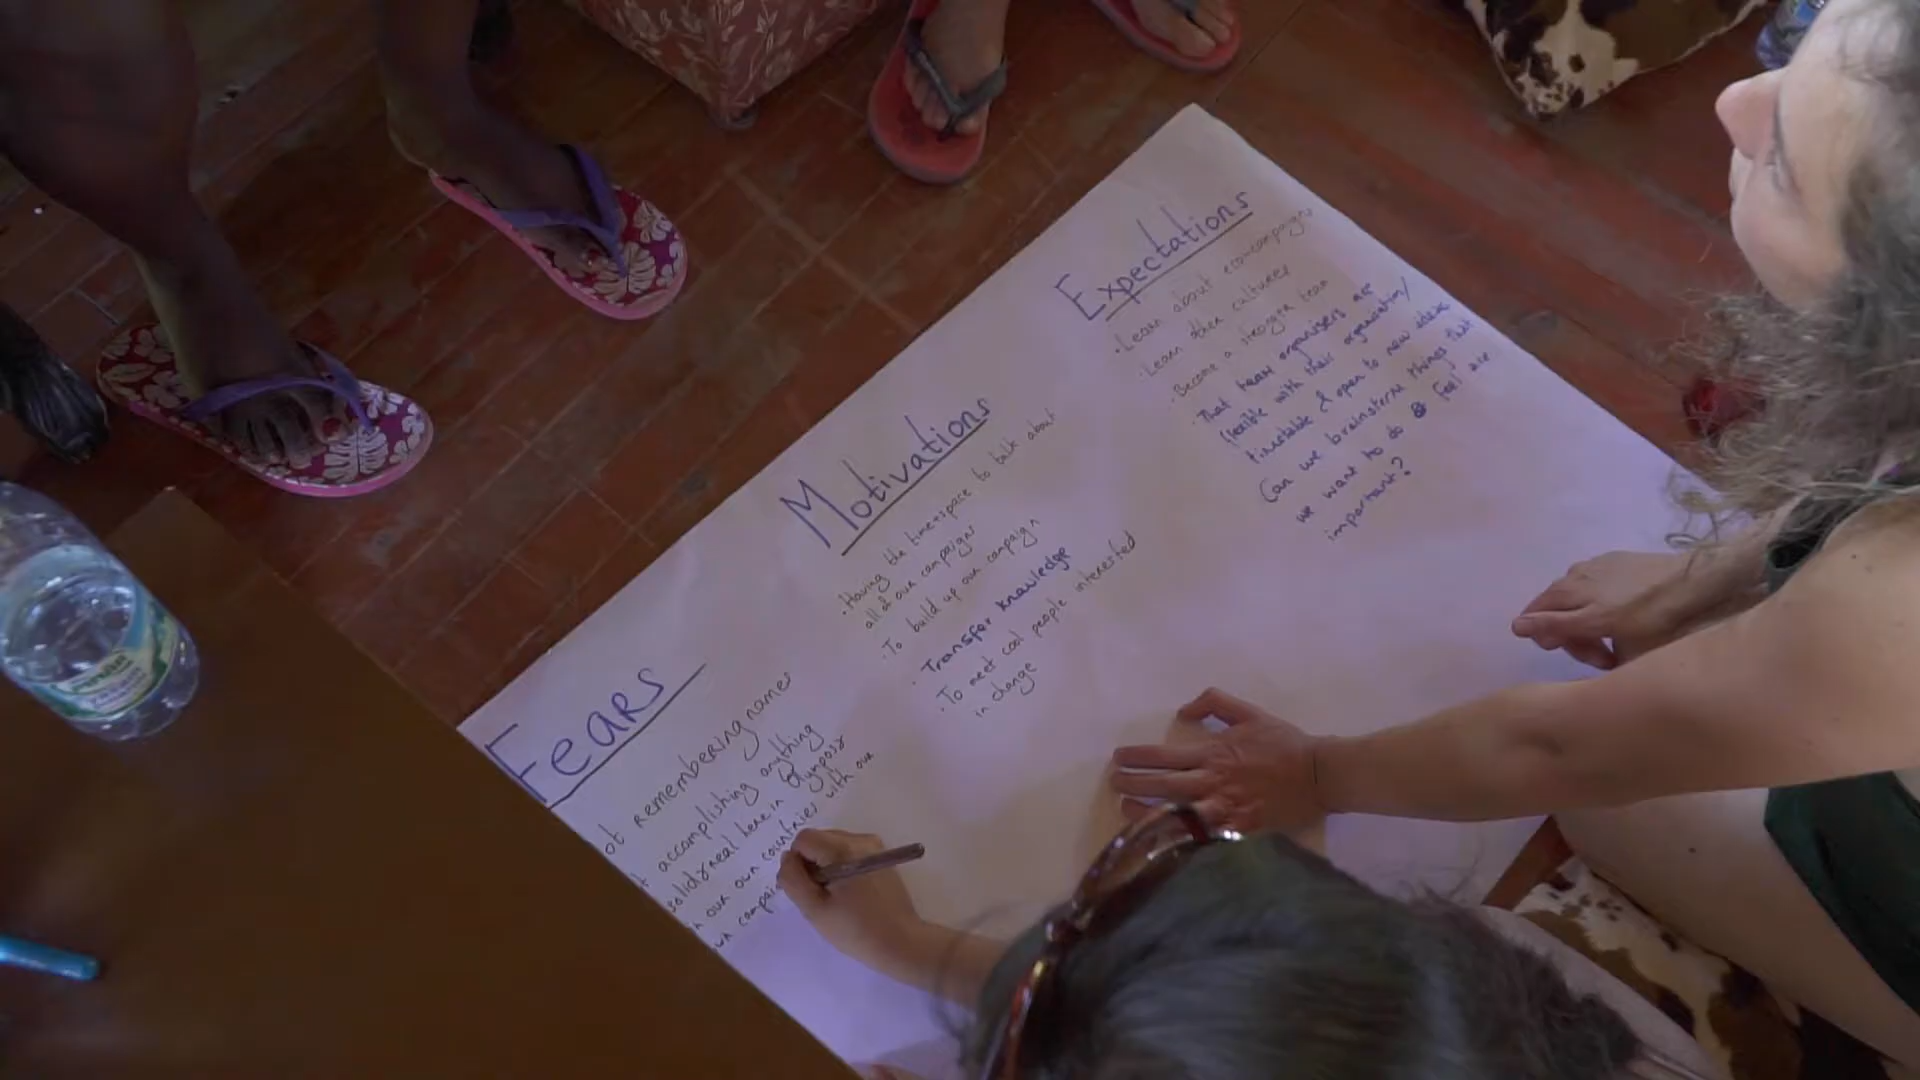 Fears
ot remembering names
t accomplishing anything
solid/real here in Olympos &
h our own countries with our
wn campai
Motivations
· Having the time + space to talk about
all of our campaigns
· To build up our campaign
· Transfer knowledge
· To meet cool people interested
in change
Expectations
· Learn about eco-campaigns
· Learn other cultures
· Become a stronger team
· That team organisers are
flexible with their organisation/
timetable & open to new ideas
Can we brainstorm things that
we want to do & feel are
important?